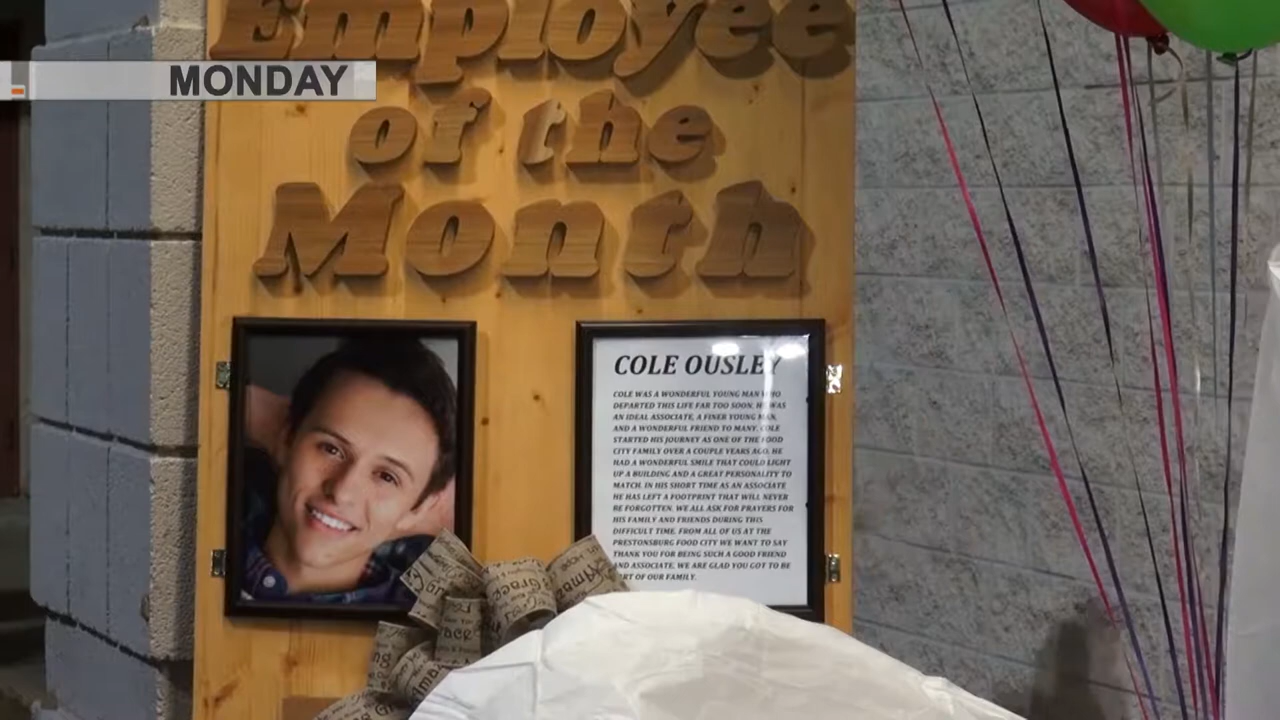 MONDAY
Employee
of the
Month
COLE OUSLEY
COLE WAS A WONDERFUL YOUNG MAN WHO
DEPARTED THIS LIFE FAR TOO SOON. HE WAS
AN IDEAL ASSOCIATE, A FINER YOUNG MAN,
AND A WONDERFUL FRIEND TO MANY. COLE
STARTED HIS JOURNEY AS ONE OF THE FOOD
CITY FAMILY OVER A COUPLE YEARS AGO. HE
HAD A WONDERFUL SMILE THAT COULD LIGHT
UP A BUILDING AND A GREAT PERSONALITY TO
MATCH. IN HIS SHORT TIME AS AN ASSOCIATE
HE HAS LEFT A FOOTPRINT THAT WILL NEVER
BE FORGOTTEN. WE ALL ASK FOR PRAYERS FOR
HIS FAMILY AND FRIENDS DURING THIS
DIFFICULT TIME. FROM ALL OF US AT THE
PRESTONSBURG FOOD CITY WE WANT TO SAY
THANK YOU FOR BEING SUCH A GOOD FRIEND
AND ASSOCIATE. WE ARE GLAD YOU GOT TO BE
PART OF OUR FAMILY.
Grace
Amaz